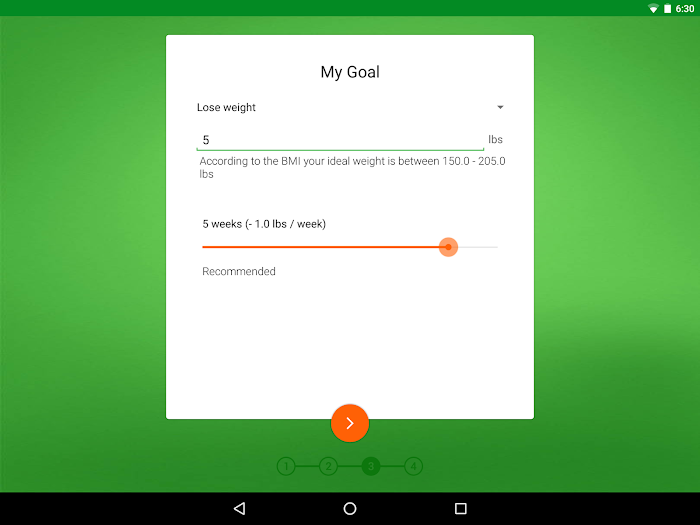 6:30
My Goal
Lose weight
5 lbs
According to the BMI your ideal weight is between 150.0 - 205.0
lbs
5 weeks (- 1.0 lbs / week)
Recommended
1 2 3 4